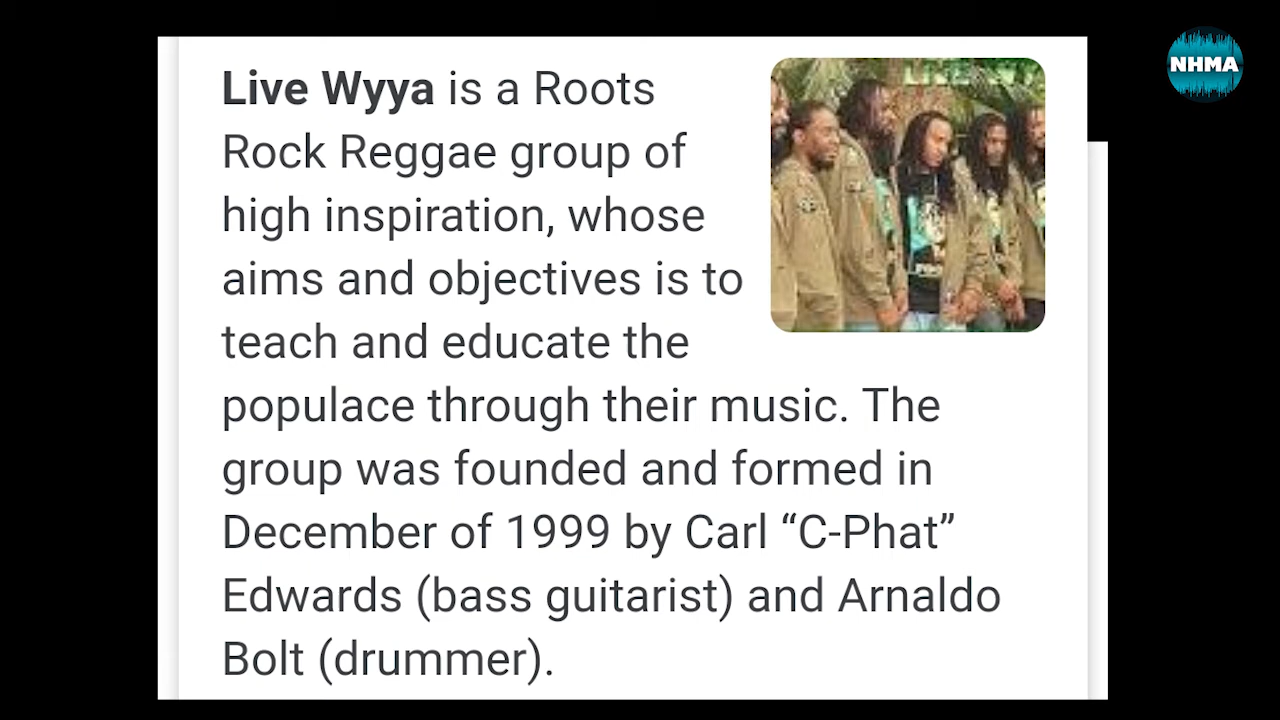 NHMA
Live Wyya is a Roots
Rock Reggae group of
high inspiration, whose
aims and objectives is to
teach and educate the
populace through their music. The
group was founded and formed in
December of 1999 by Carl “C-Phat”
Edwards (bass guitarist) and Arnaldo
Bolt (drummer).